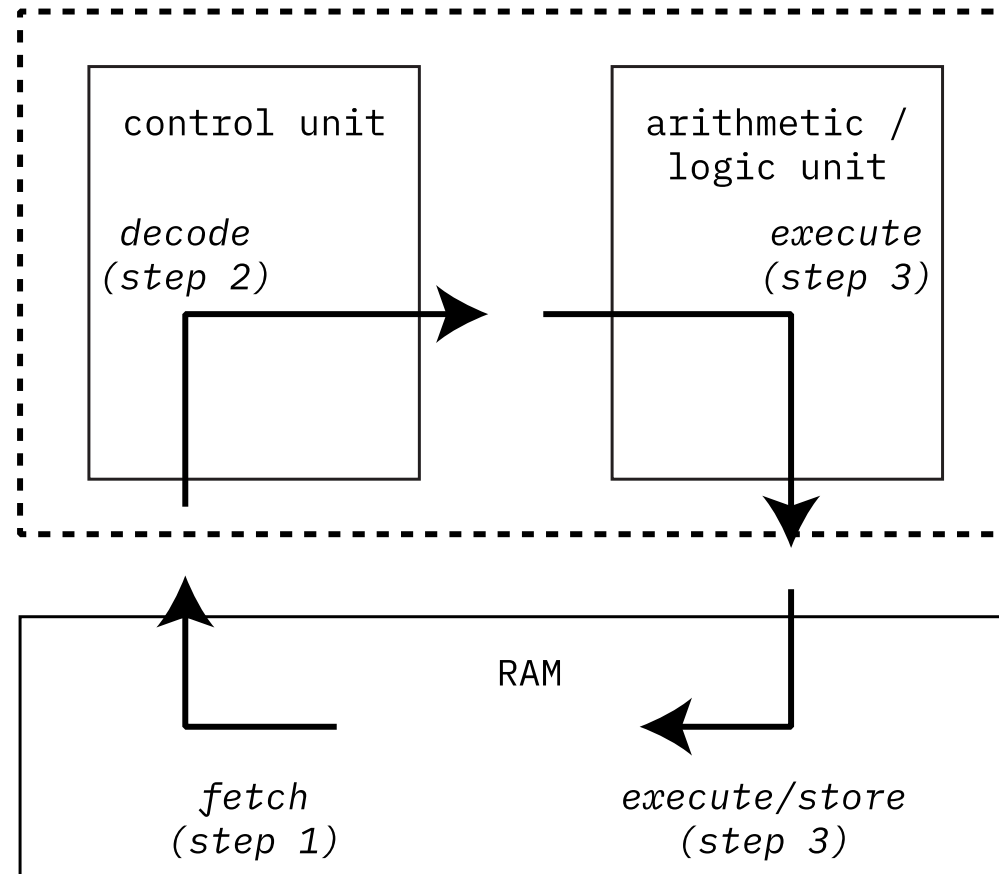 control unit
decode
(step 2)
arithmetic /
logic unit
execute
(step 3)
RAM
fetch
(step 1)
execute/store
(step 3)